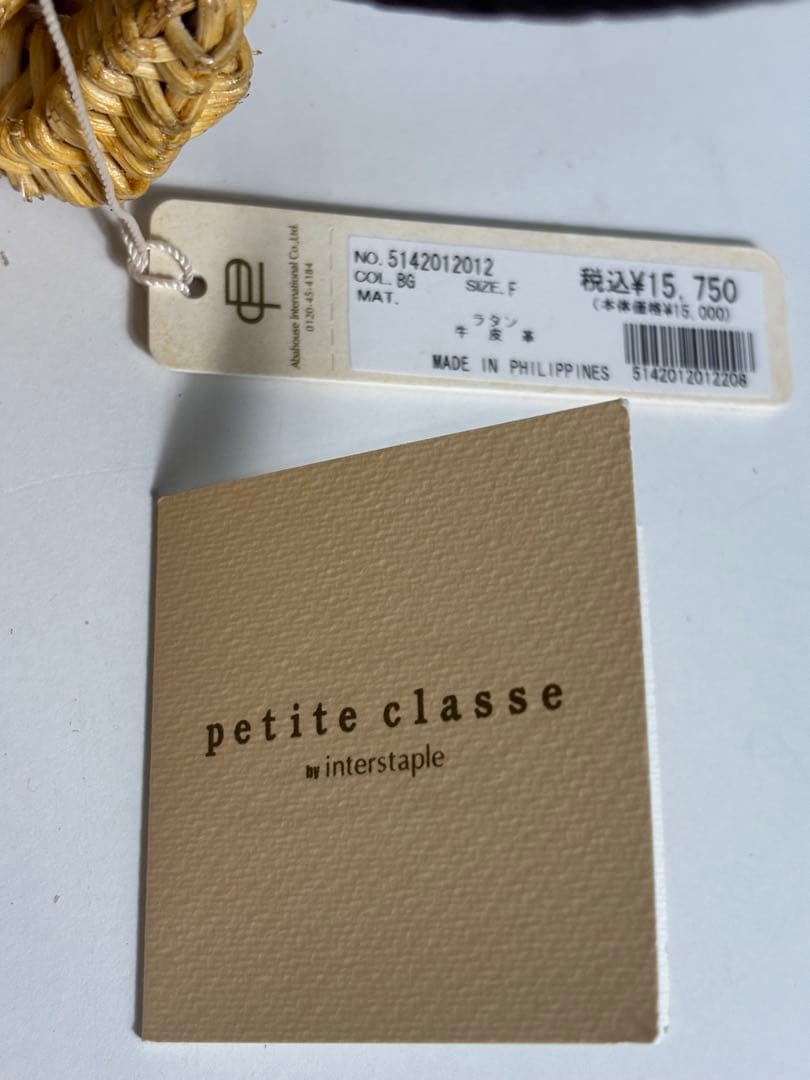 Abahouse International Co., Ltd.
0120-45-4184
NO. 5142012012
COL. BG SIZE. F
MAT.
ラタン
牛皮革
MADE IN PHILIPPINES
税込¥15,750
(本体価格¥15,000)
5142012012208
petite classe
by interstaple